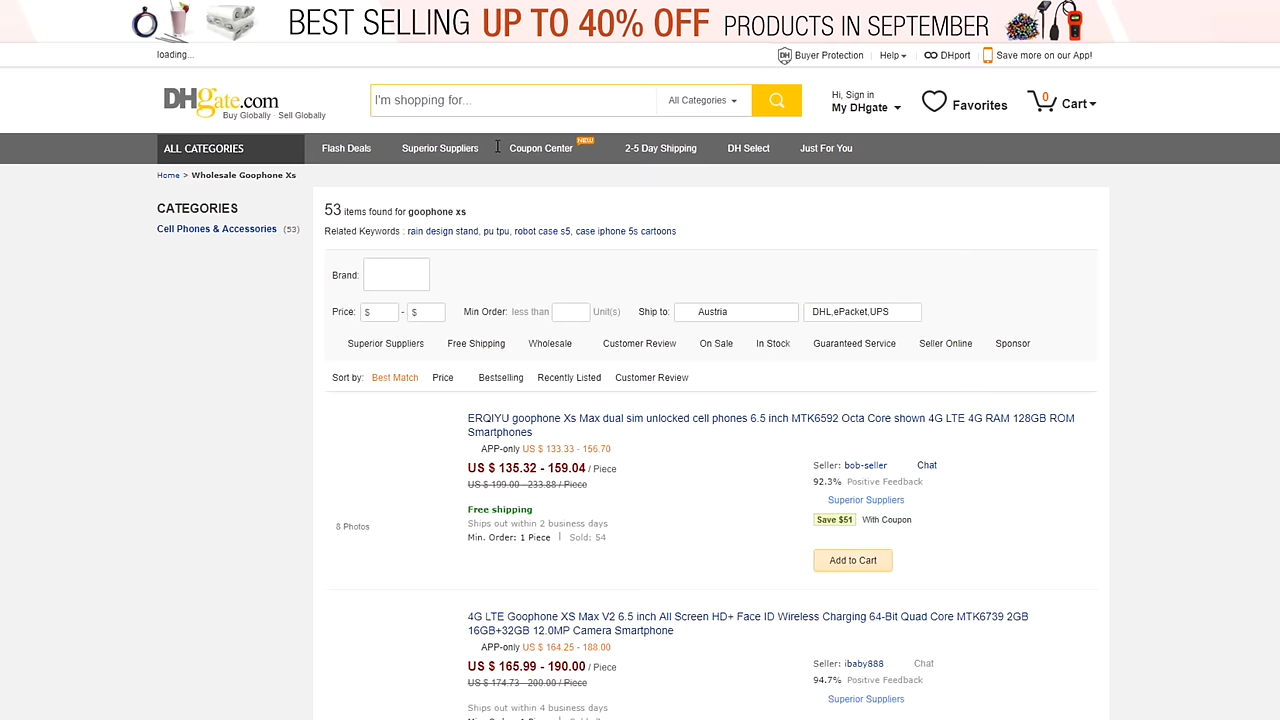 BEST SELLING UP TO 40% OFF PRODUCTS IN SEPTEMBER
loading...
DH Buyer Protection Help DHport Save more on our App!
DHgate.com
Buy Globally · Sell Globally
I'm shopping for...
All Categories
Hi, Sign in
My DHgate
Favorites
0
Cart
ALL CATEGORIES Flash Deals Superior Suppliers Coupon Center NEW 2-5 Day Shipping DH Select Just For You
Home > Wholesale Goophone Xs
CATEGORIES
Cell Phones & Accessories (53)
53 items found for goophone xs
Related Keywords : rain design stand, pu tpu, robot case s5, case iphone 5s cartoons
Brand:
Price: $ - $ Min Order: less than Unit(s) Ship to: Austria DHL,ePacket,UPS
Superior Suppliers Free Shipping Wholesale Customer Review On Sale In Stock Guaranteed Service Seller Online Sponsor
Sort by: Best Match Price Bestselling Recently Listed Customer Review
8 Photos
ERQIYU goophone Xs Max dual sim unlocked cell phones 6.5 inch MTK6592 Octa Core shown 4G LTE 4G RAM 128GB ROM
Smartphones
APP-only US $ 133.33 - 156.70
US $ 135.32 - 159.04 / Piece
US $ 199.00 - 233.88 / Piece
Free shipping
Ships out within 2 business days
Min. Order: 1 Piece | Sold: 54
Seller: bob-seller Chat
92.3% Positive Feedback
Superior Suppliers
Save $51 With Coupon
Add to Cart
4G LTE Goophone XS Max V2 6.5 inch All Screen HD+ Face ID Wireless Charging 64-Bit Quad Core MTK6739 2GB
16GB+32GB 12.0MP Camera Smartphone
APP-only US $ 164.25 - 188.00
US $ 165.99 - 190.00 / Piece
US $ 174.73 - 200.00 / Piece
Ships out within 4 business days
Seller: ibaby888 Chat
94.7% Positive Feedback
Superior Suppliers